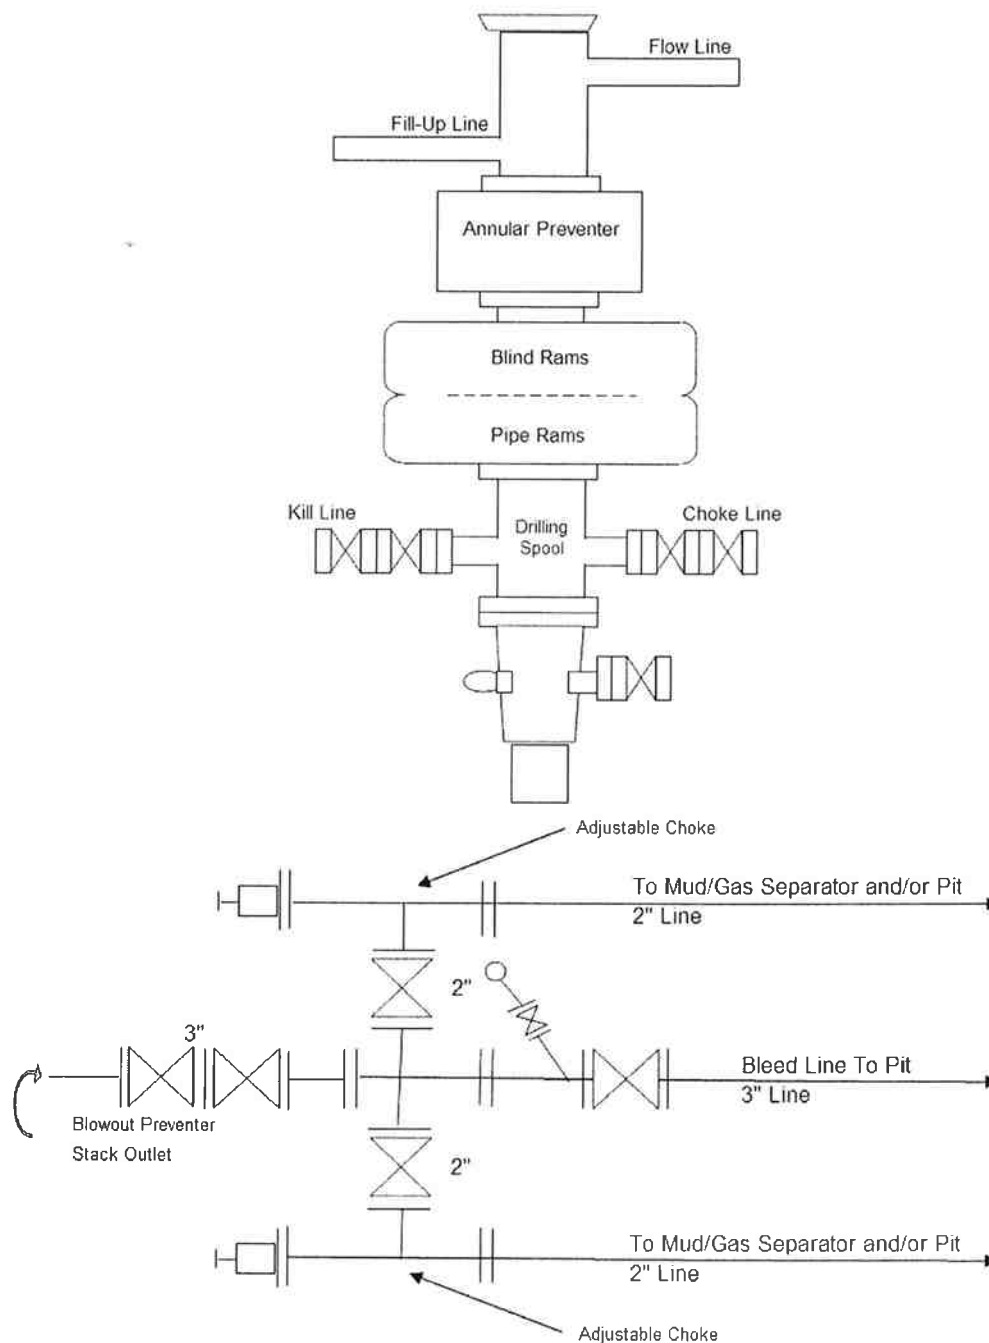 Flow Line
Fill-Up Line
Annular Preventer
Blind Rams
Pipe Rams
Kill Line
Drilling
Spool
Choke Line
Adjustable Choke
To Mud/Gas Separator and/or Pit
2" Line
2"
3"
Bleed Line To Pit
3" Line
Blowout Preventer
Stack Outlet
2"
To Mud/Gas Separator and/or Pit
2" Line
Adjustable Choke